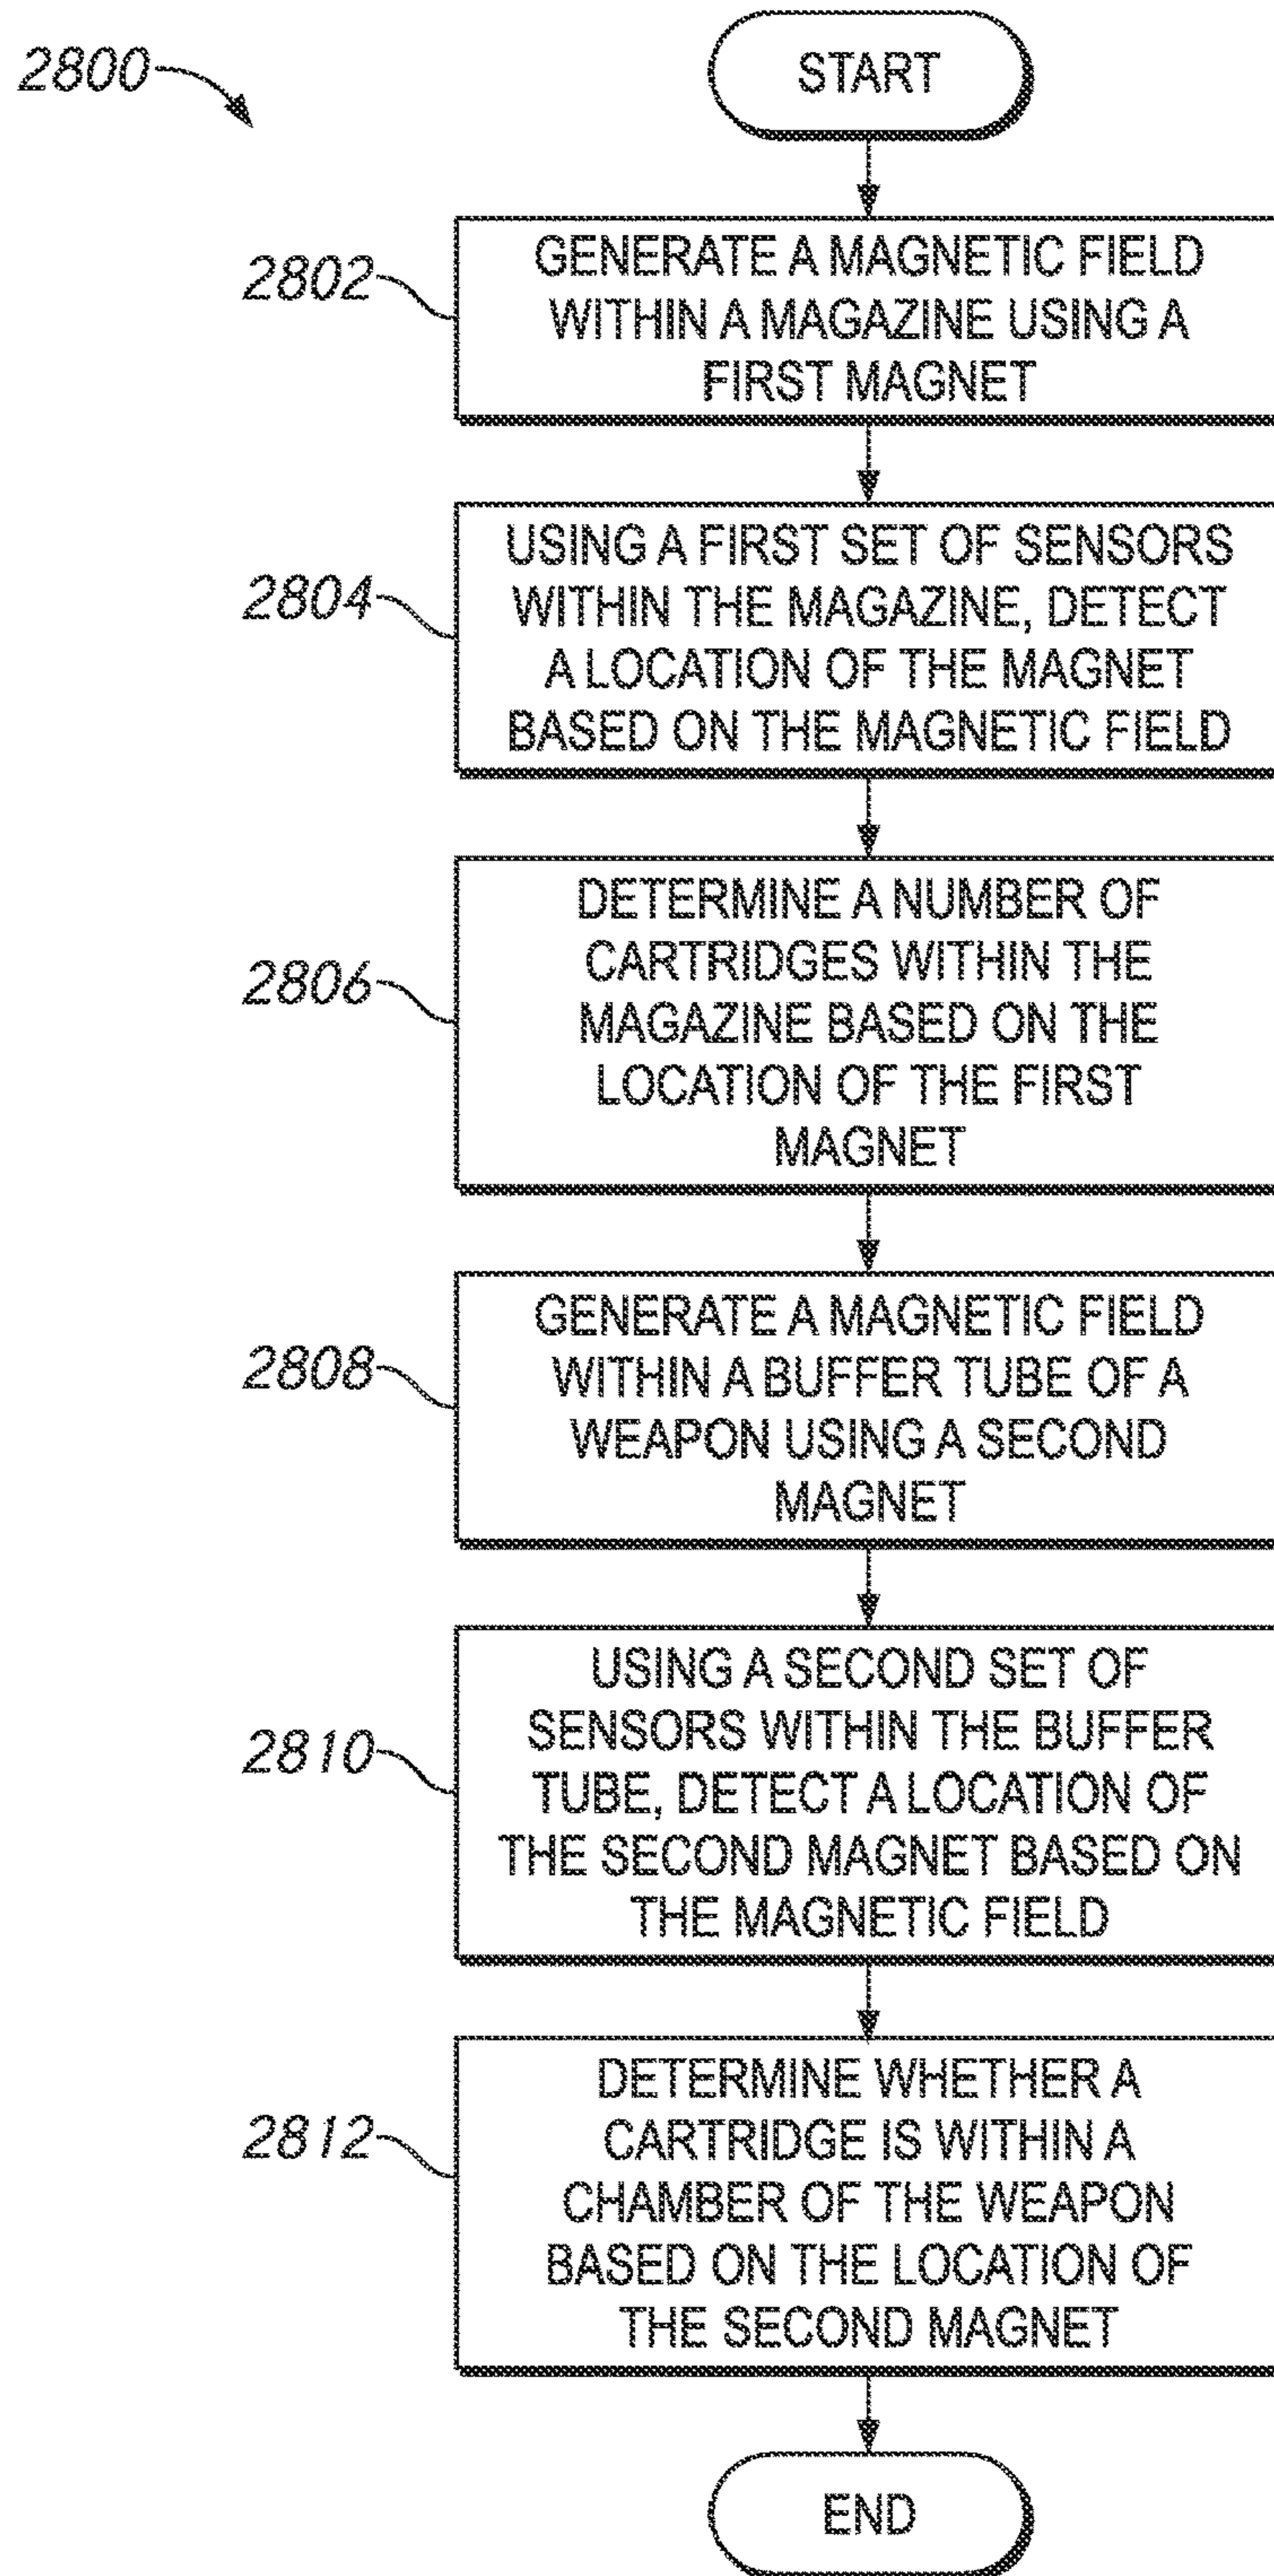 2800
START
2802
GENERATE A MAGNETIC FIELD
WITHIN A MAGAZINE USING A
FIRST MAGNET
2804
USING A FIRST SET OF SENSORS
WITHIN THE MAGAZINE, DETECT
A LOCATION OF THE MAGNET
BASED ON THE MAGNETIC FIELD
2806
DETERMINE A NUMBER OF
CARTRIDGES WITHIN THE
MAGAZINE BASED ON THE
LOCATION OF THE FIRST
MAGNET
2808
GENERATE A MAGNETIC FIELD
WITHIN A BUFFER TUBE OF A
WEAPON USING A SECOND
MAGNET
2810
USING A SECOND SET OF
SENSORS WITHIN THE BUFFER
TUBE, DETECT A LOCATION OF
THE SECOND MAGNET BASED ON
THE MAGNETIC FIELD
2812
DETERMINE WHETHER A
CARTRIDGE IS WITHIN A
CHAMBER OF THE WEAPON
BASED ON THE LOCATION OF
THE SECOND MAGNET
END